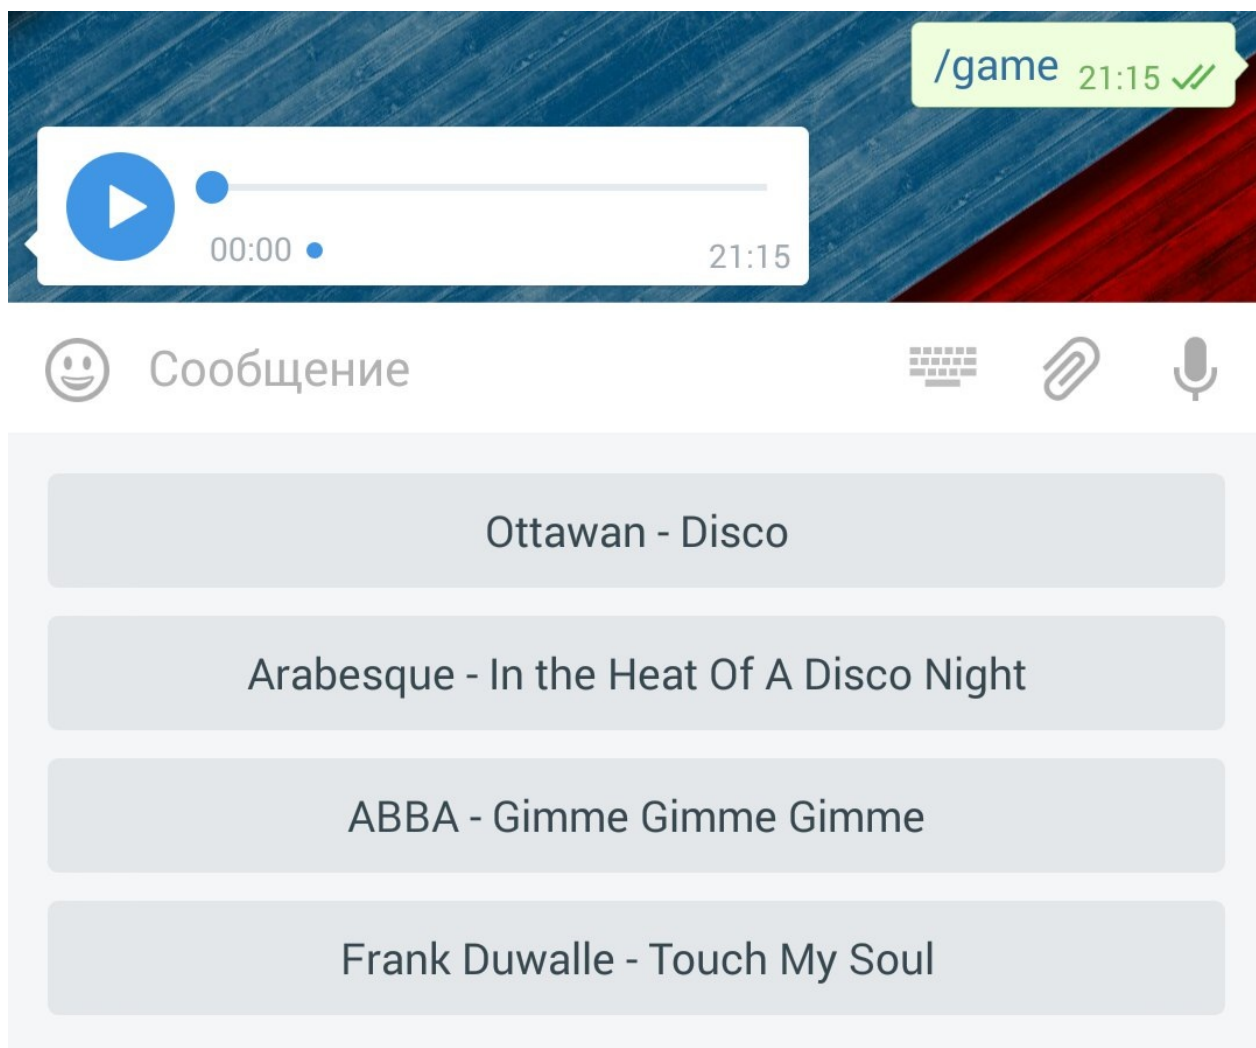 /game 21:15
00:00 21:15
Сообщение
Ottawan - Disco
Arabesque - In the Heat Of A Disco Night
ABBA - Gimme Gimme Gimme
Frank Duwalle - Touch My Soul